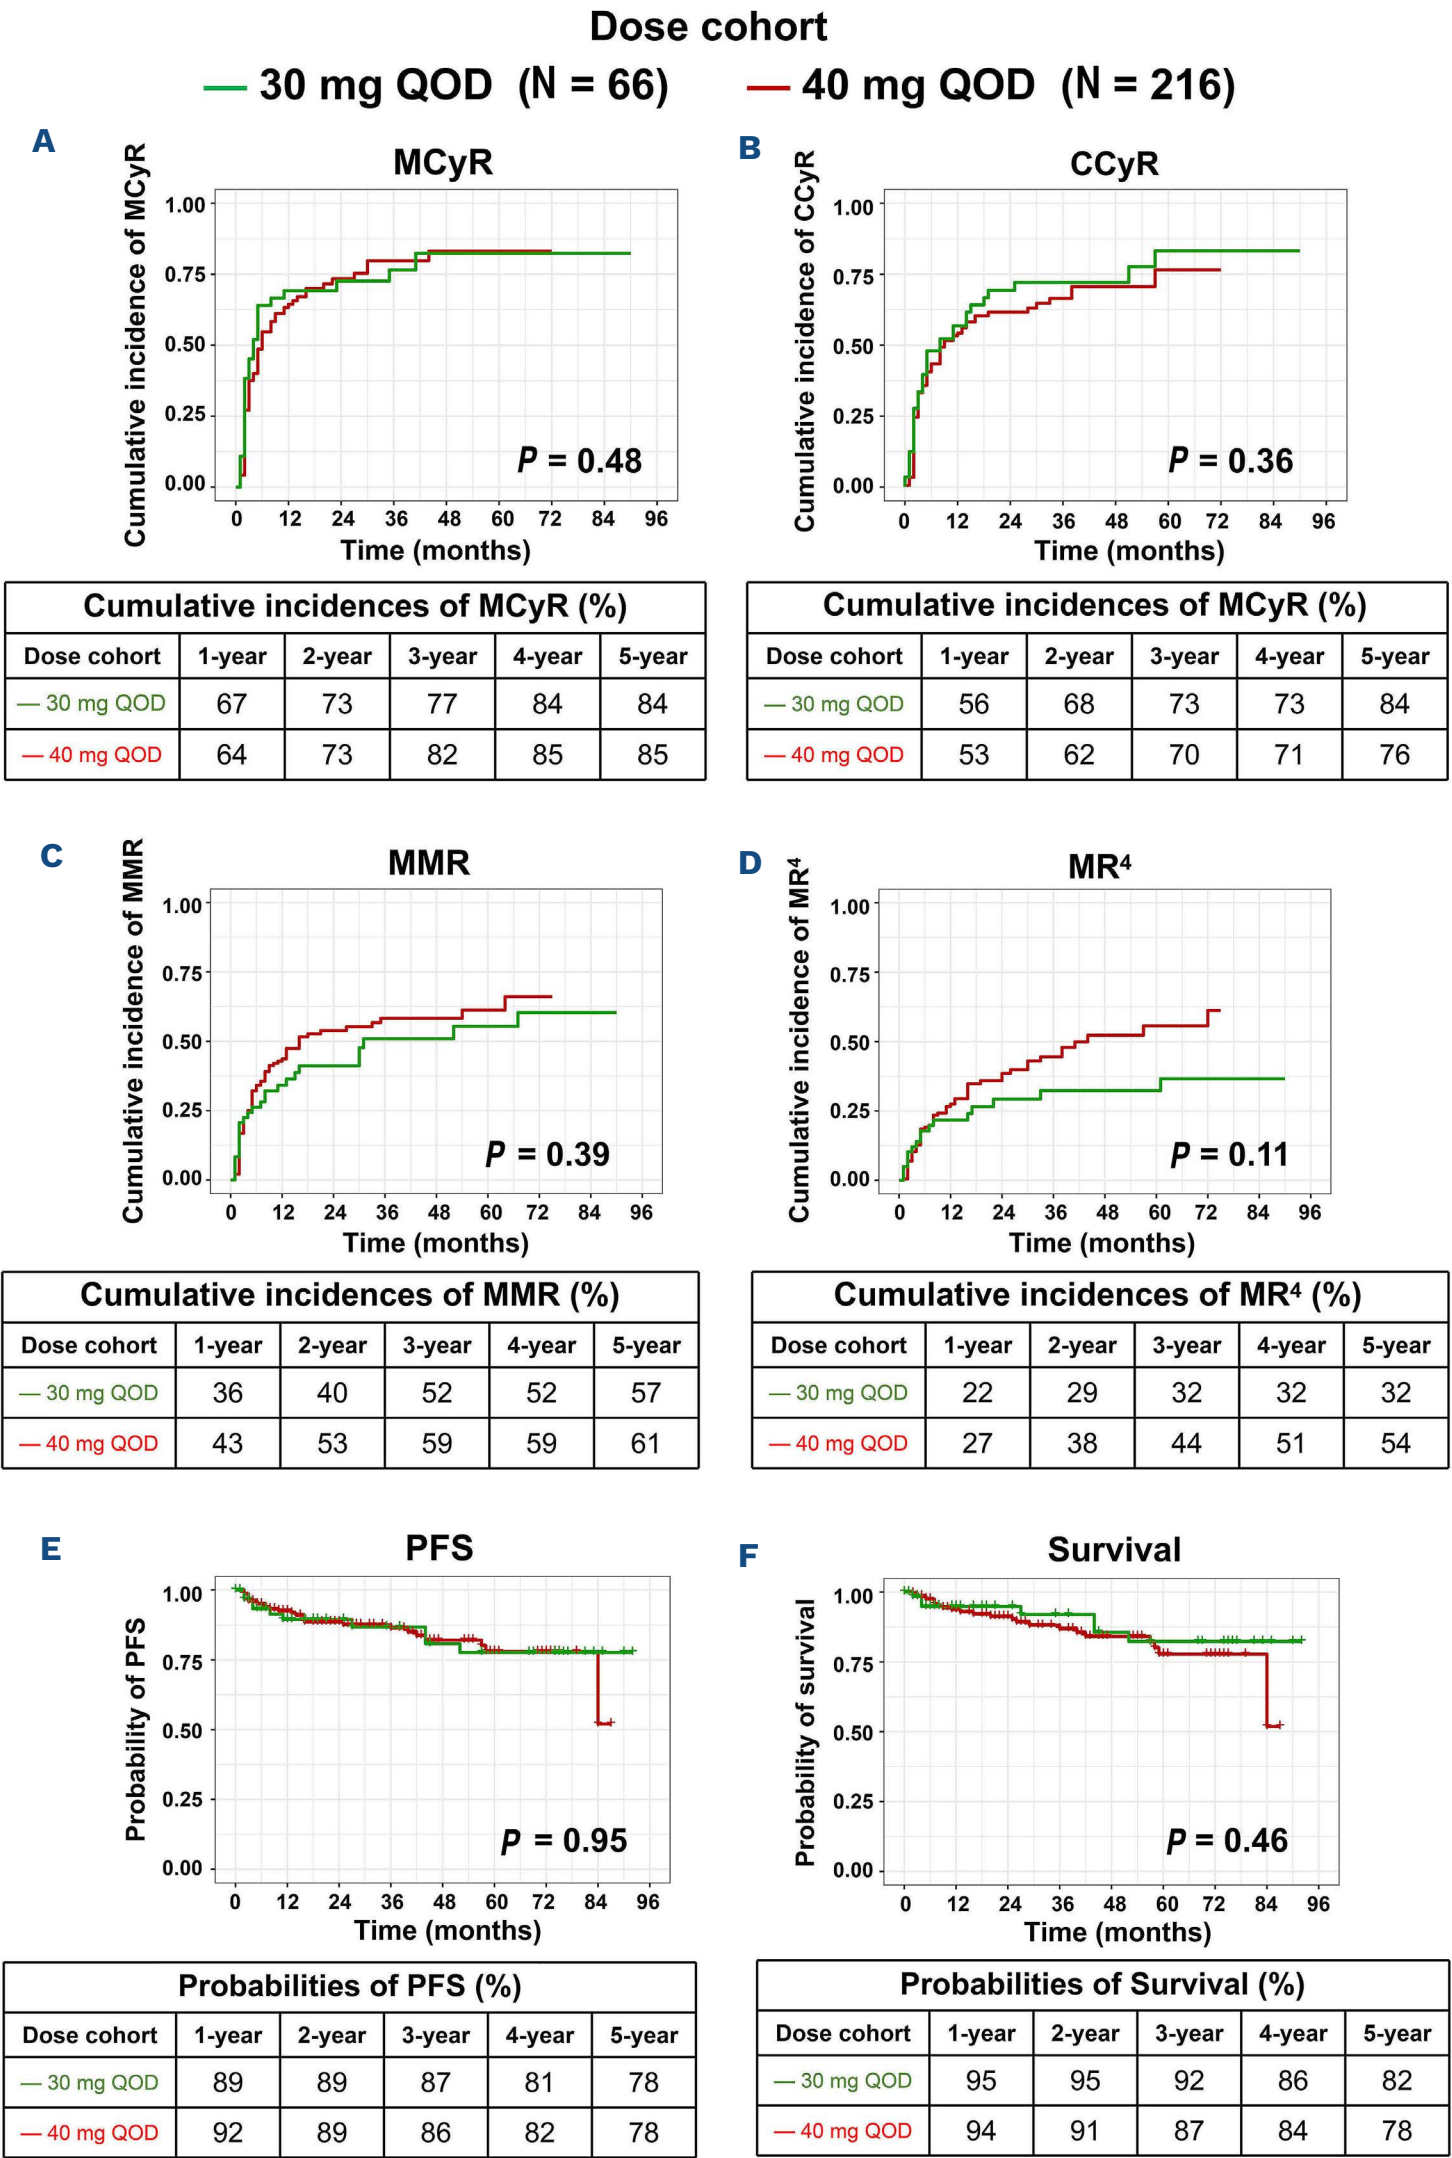 Dose cohort
— 30 mg QOD (N = 66) — 40 mg QOD (N = 216)
A
MCyR
Cumulative incidence of MCyR
1.00
0.75
0.50
0.25
0.00
P = 0.48
0 12 24 36 48 60 72 84 96
Time (months)
Cumulative incidences of MCyR (%)
Dose cohort 1-year 2-year 3-year 4-year 5-year
— 30 mg QOD 67 73 77 84 84
— 40 mg QOD 64 73 82 85 85
B
CCyR
Cumulative incidence of CCyR
1.00
0.75
0.50
0.25
0.00
P = 0.36
0 12 24 36 48 60 72 84 96
Time (months)
Cumulative incidences of MCyR (%)
Dose cohort 1-year 2-year 3-year 4-year 5-year
— 30 mg QOD 56 68 73 73 84
— 40 mg QOD 53 62 70 71 76
C
MMR
Cumulative incidence of MMR
1.00
0.75
0.50
0.25
0.00
P = 0.39
0 12 24 36 48 60 72 84 96
Time (months)
Cumulative incidences of MMR (%)
Dose cohort 1-year 2-year 3-year 4-year 5-year
— 30 mg QOD 36 40 52 52 57
— 40 mg QOD 43 53 59 59 61
D
MR⁴
Cumulative incidence of MR⁴
1.00
0.75
0.50
0.25
0.00
P = 0.11
0 12 24 36 48 60 72 84 96
Time (months)
Cumulative incidences of MR⁴ (%)
Dose cohort 1-year 2-year 3-year 4-year 5-year
— 30 mg QOD 22 29 32 32 32
— 40 mg QOD 27 38 44 51 54
E
PFS
Probability of PFS
1.00
0.75
0.50
0.25
0.00
P = 0.95
0 12 24 36 48 60 72 84 96
Time (months)
Probabilities of PFS (%)
Dose cohort 1-year 2-year 3-year 4-year 5-year
— 30 mg QOD 89 89 87 81 78
— 40 mg QOD 92 89 86 82 78
F
Survival
Probability of survival
1.00
0.75
0.50
0.25
0.00
P = 0.46
0 12 24 36 48 60 72 84 96
Time (months)
Probabilities of Survival (%)
Dose cohort 1-year 2-year 3-year 4-year 5-year
— 30 mg QOD 95 95 92 86 82
— 40 mg QOD 94 91 87 84 78